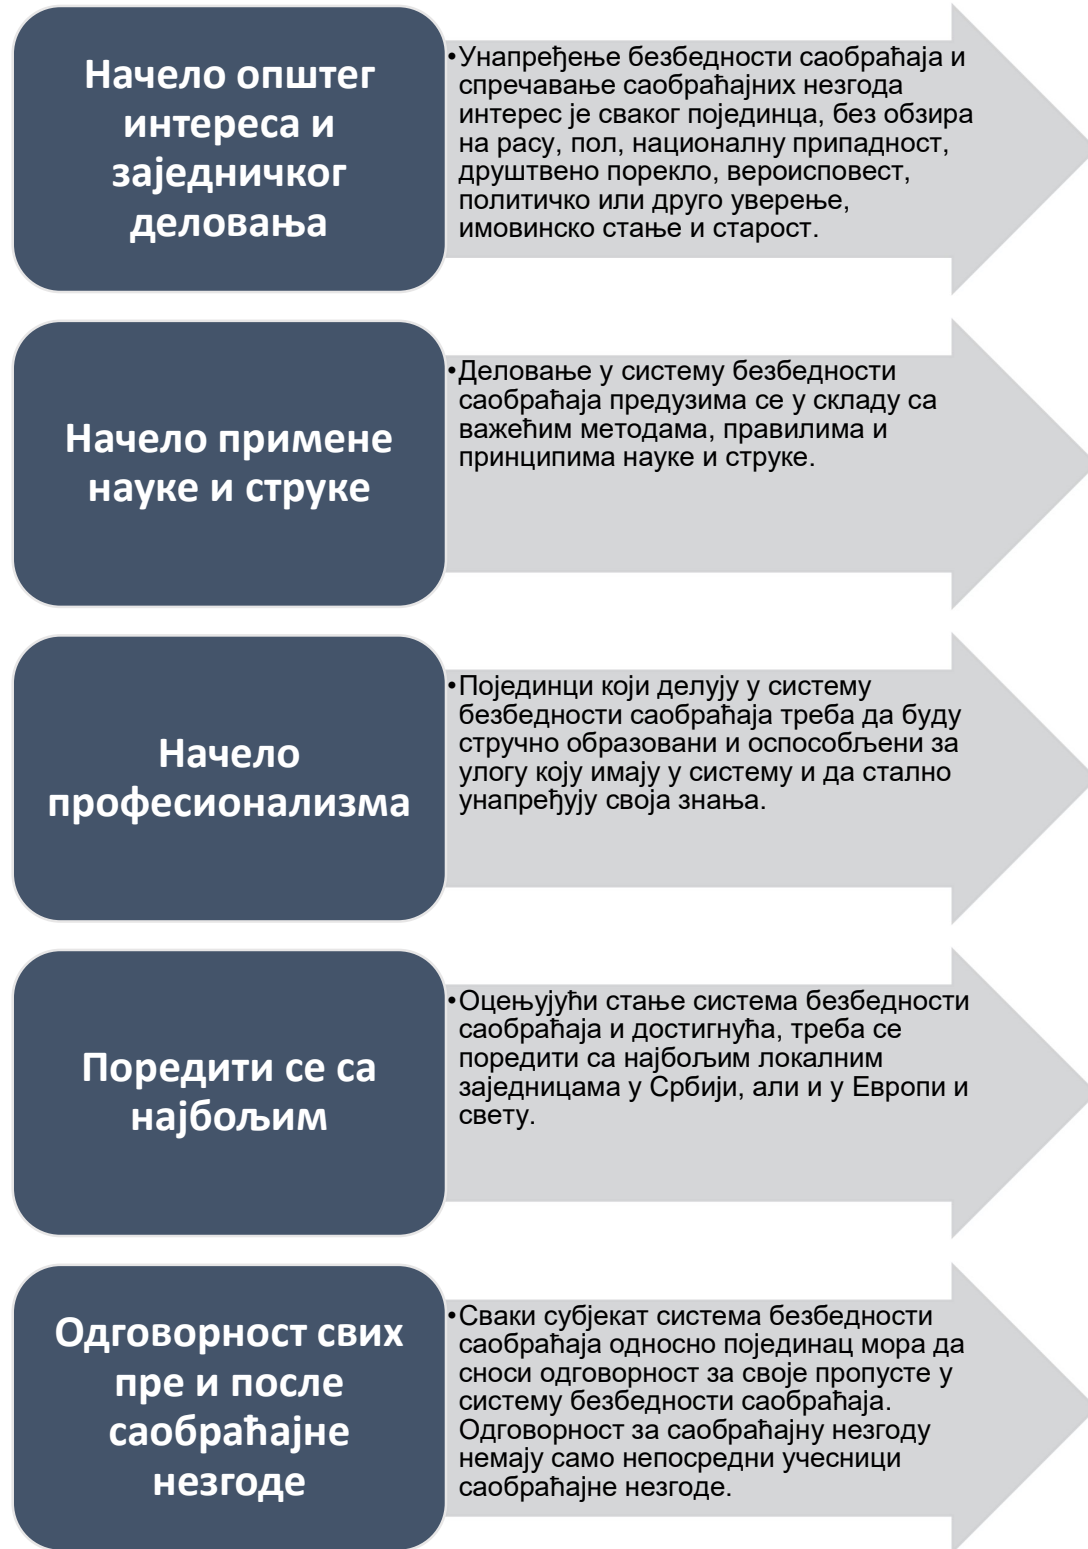 Начело општег
интереса и
заједничког
деловања
•Унапређење безбедности саобраћаја и
спречавање саобраћајних незгода
интерес је сваког појединца, без обзира
на расу, пол, националну припадност,
друштвено порекло, вероисповест,
политичко или друго уверење,
имовинско стање и старост.
Начело примене
науке и струке
•Деловање у систему безбедности
саобраћаја предузима се у складу са
важећим методама, правилима и
принципима науке и струке.
Начело
професионализма
•Појединци који делују у систему
безбедности саобраћаја треба да буду
стручно образовани и оспособљени за
улогу коју имају у систему и да стално
унапређују своја знања.
Поредити се са
најбољим
•Оцењујући стање система безбедности
саобраћаја и достигнућа, треба се
поредити са најбољим локалним
заједницама у Србији, али и у Европи и
свету.
Одговорност свих
пре и после
саобраћајне
незгоде
•Сваки субјекат система безбедности
саобраћаја односно појединац мора да
сноси одговорност за своје пропусте у
систему безбедности саобраћаја.
Одговорност за саобраћајну незгоду
немају само непосредни учесници
саобраћајне незгоде.